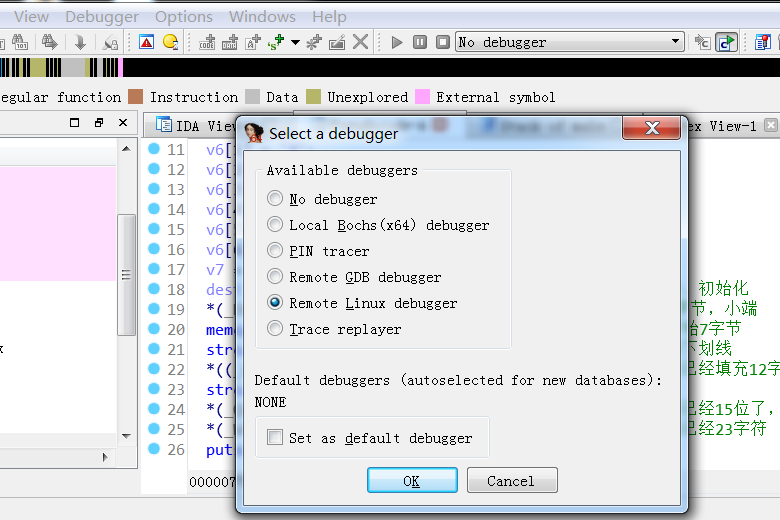 View Debugger Options Windows Help
No debugger
egular function Instruction Data Unexplored External symbol
IDA View-1
Select a debugger
Available debuggers
No debugger
Local Bochs(x64) debugger
PIN tracer
Remote GDB debugger
Remote Linux debugger
Trace replayer
Default debuggers (autoselected for new databases):
NONE
Set as default debugger
OK Cancel
11 v6[
12 v6[
13 v6[
14 v6[
15 v6[
16 v6[
17 v7 =
18 des 初始化
19 *(_ 节，小端
20 mem 始7字节
21 str 下划线
22 *((_ 已经填充12字
23 str
24 *(_ 已经15位了，
25 *(_ 已经23字符
26 put
000007